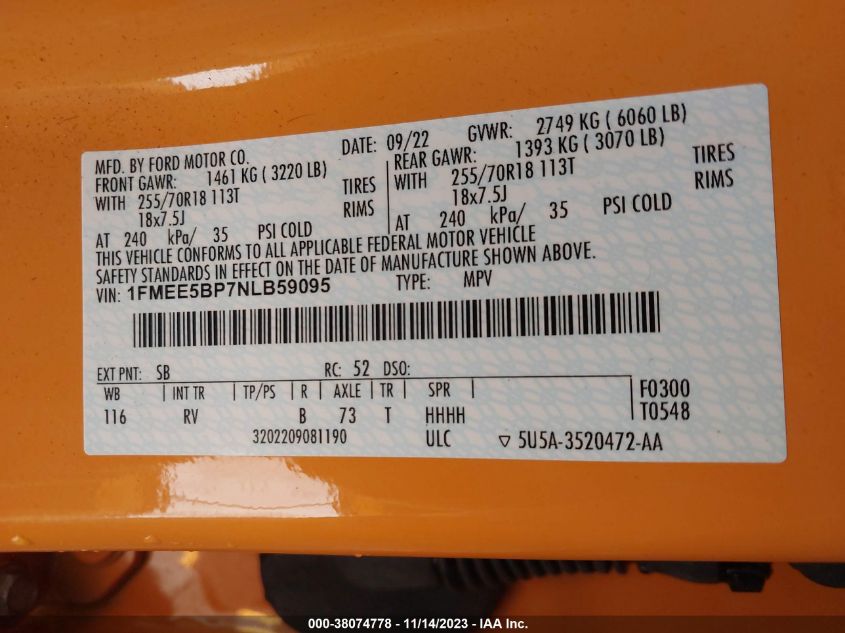 MFD. BY FORD MOTOR CO. DATE: 09/22 GVWR: 2749 KG ( 6060 LB)
FRONT GAWR: 1461 KG ( 3220 LB) REAR GAWR: 1393 KG ( 3070 LB)
WITH 255/70R18 113T TIRES WITH 255/70R18 113T TIRES
18x7.5J RIMS 18x7.5J RIMS
AT 240 kPa/ 35 PSI COLD AT 240 kPa/ 35 PSI COLD
THIS VEHICLE CONFORMS TO ALL APPLICABLE FEDERAL MOTOR VEHICLE
SAFETY STANDARDS IN EFFECT ON THE DATE OF MANUFACTURE SHOWN ABOVE.
VIN: 1FMEE5BP7NLB59095 TYPE: MPV
EXT PNT: SB RC: 52 DSO:
WB INT TR TP/PS R AXLE TR SPR F0300
116 RV B 73 T HHHH T0548
3202209081190 ULC ▽ 5U5A-3520472-AA
000-38074778 - 11/14/2023 - IAA Inc.